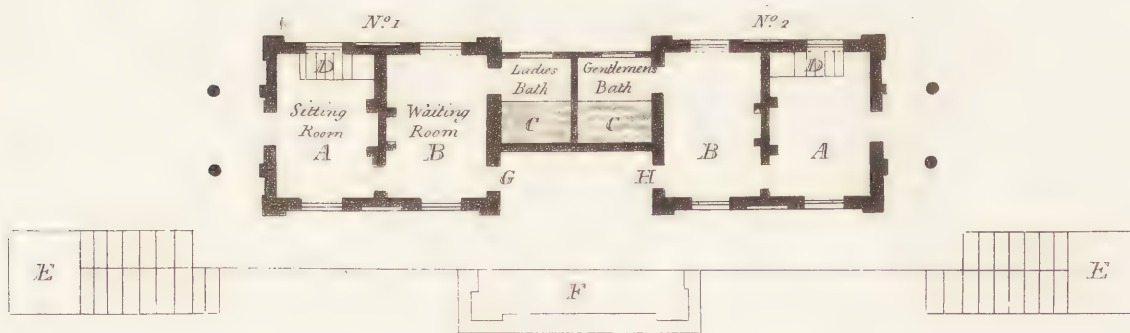 No. 1
No. 2
D
D
Ladies
Bath
Gentlemens
Bath
Sitting
Room
A
Waiting
Room
B
C
C
B
A
G
H
E
F
E